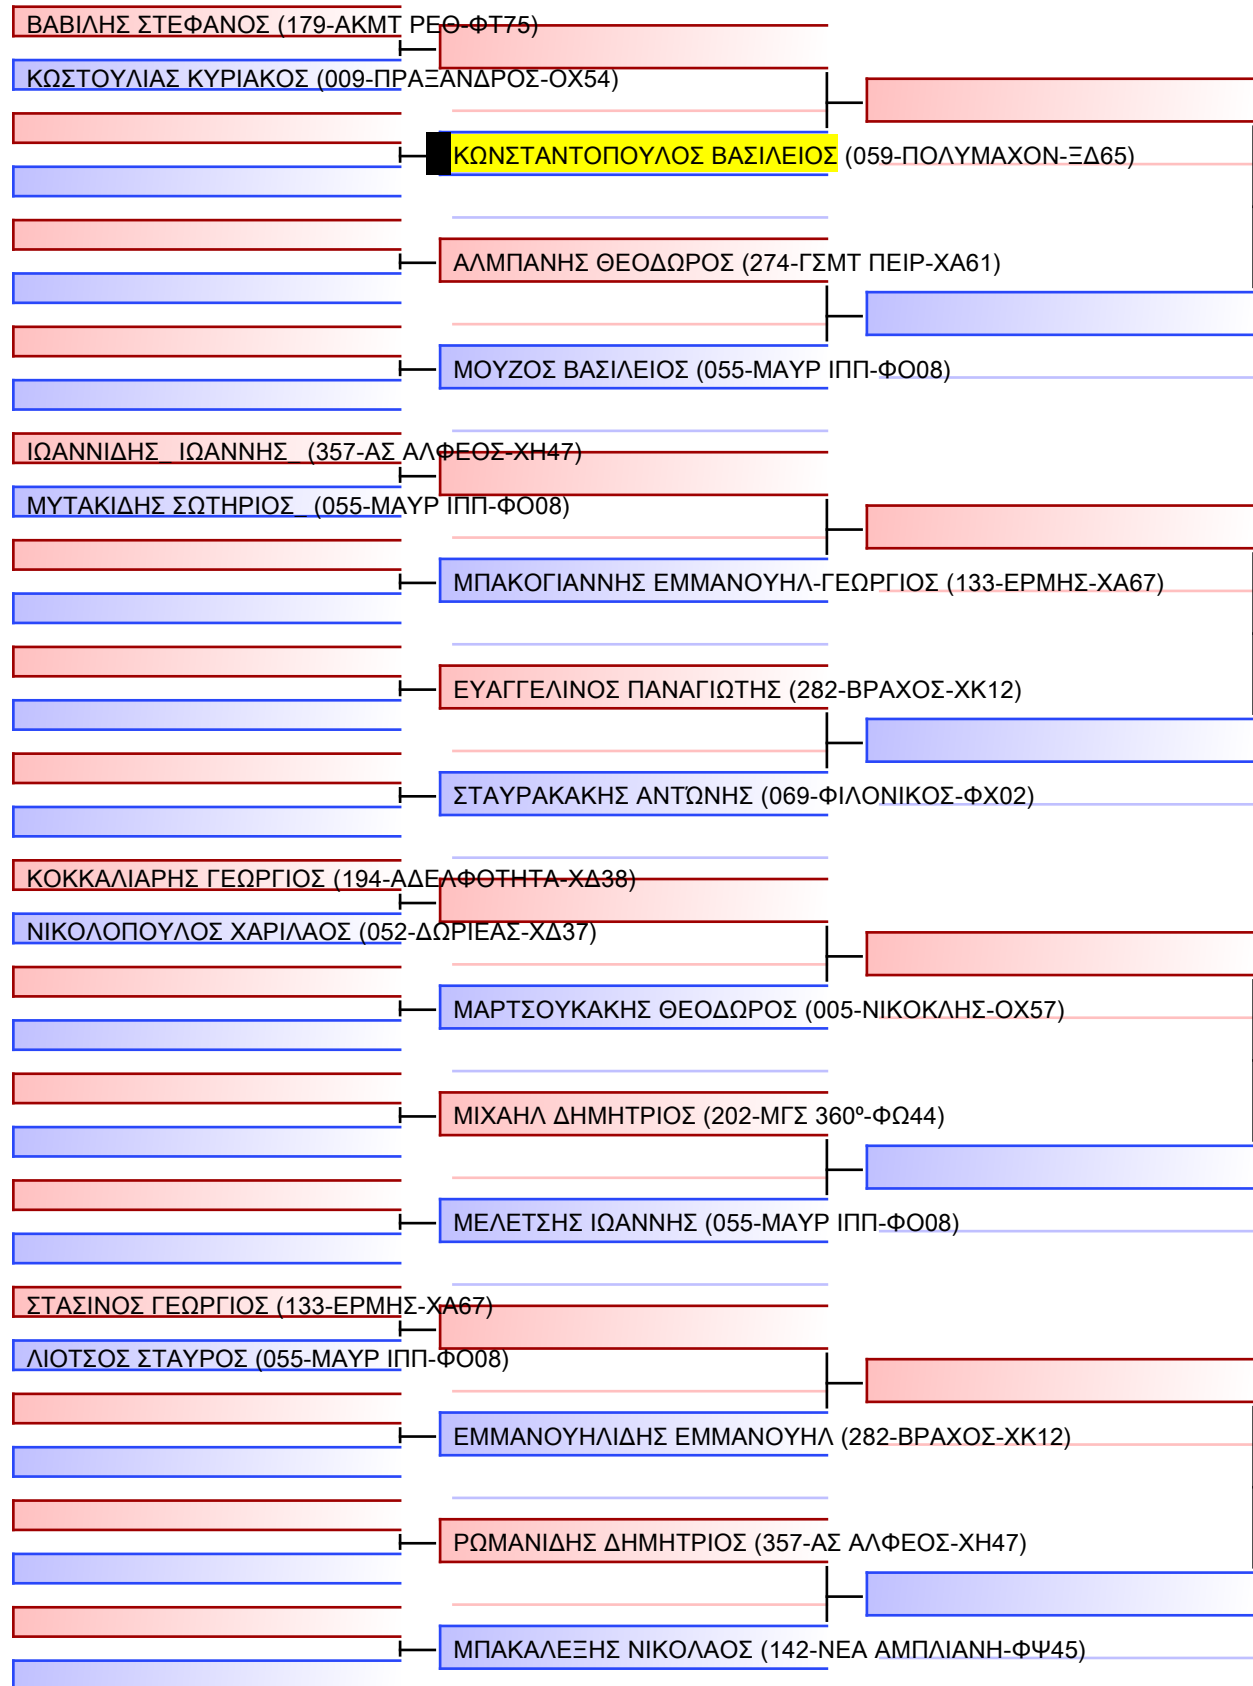 ΒΑΒΙΛΗΣ ΣΤΕΦΑΝΟΣ (179-ΑΚΜΤ ΡΕΘ-ΦΤ75)
ΚΩΣΤΟΥΛΙΑΣ ΚΥΡΙΑΚΟΣ (009-ΠΡΑΞΑΝΔΡΟΣ-ΟΧ54)
ΚΩΝΣΤΑΝΤΟΠΟΥΛΟΣ ΒΑΣΙΛΕΙΟΣ (059-ΠΟΛΥΜΑΧΟΝ-ΞΔ65)
ΑΛΜΠΑΝΗΣ ΘΕΟΔΩΡΟΣ (274-ΓΣΜΤ ΠΕΙΡ-ΧΑ61)
ΜΟΥΖΟΣ ΒΑΣΙΛΕΙΟΣ (055-ΜΑΥΡ ΙΠΠ-ΦΟ08)
ΙΩΑΝΝΙΔΗΣ_ ΙΩΑΝΝΗΣ_ (357-ΑΣ ΑΛΦΕΟΣ-ΧΗ47)
ΜΥΤΑΚΙΔΗΣ ΣΩΤΗΡΙΟΣ_ (055-ΜΑΥΡ ΙΠΠ-ΦΟ08)
ΜΠΑΚΟΓΙΑΝΝΗΣ ΕΜΜΑΝΟΥΗΛ-ΓΕΩΡΓΙΟΣ (133-ΕΡΜΗΣ-ΧΑ67)
ΕΥΑΓΓΕΛΙΝΟΣ ΠΑΝΑΓΙΩΤΗΣ (282-ΒΡΑΧΟΣ-ΧΚ12)
ΣΤΑΥΡΑΚΑΚΗΣ ΑΝΤΏΝΗΣ (069-ΦΙΛΟΝΙΚΟΣ-ΦΧ02)
ΚΟΚΚΑΛΙΑΡΗΣ ΓΕΩΡΓΙΟΣ (194-ΑΔΕΛΦΟΤΗΤΑ-ΧΔ38)
ΝΙΚΟΛΟΠΟΥΛΟΣ ΧΑΡΙΛΑΟΣ (052-ΔΩΡΙΕΑΣ-ΧΔ37)
ΜΑΡΤΣΟΥΚΑΚΗΣ ΘΕΟΔΩΡΟΣ (005-ΝΙΚΟΚΛΗΣ-ΟΧ57)
ΜΙΧΑΗΛ ΔΗΜΗΤΡΙΟΣ (202-ΜΓΣ 360º-ΦΩ44)
ΜΕΛΕΤΣΗΣ ΙΩΑΝΝΗΣ (055-ΜΑΥΡ ΙΠΠ-ΦΟ08)
ΣΤΑΣΙΝΟΣ ΓΕΩΡΓΙΟΣ (133-ΕΡΜΗΣ-ΧΑ67)
ΛΙΟΤΣΟΣ ΣΤΑΥΡΟΣ (055-ΜΑΥΡ ΙΠΠ-ΦΟ08)
ΕΜΜΑΝΟΥΗΛΙΔΗΣ ΕΜΜΑΝΟΥΗΛ (282-ΒΡΑΧΟΣ-ΧΚ12)
ΡΩΜΑΝΙΔΗΣ ΔΗΜΗΤΡΙΟΣ (357-ΑΣ ΑΛΦΕΟΣ-ΧΗ47)
ΜΠΑΚΑΛΕΞΗΣ ΝΙΚΟΛΑΟΣ (142-ΝΕΑ ΑΜΠΛΙΑΝΗ-ΦΨ45)